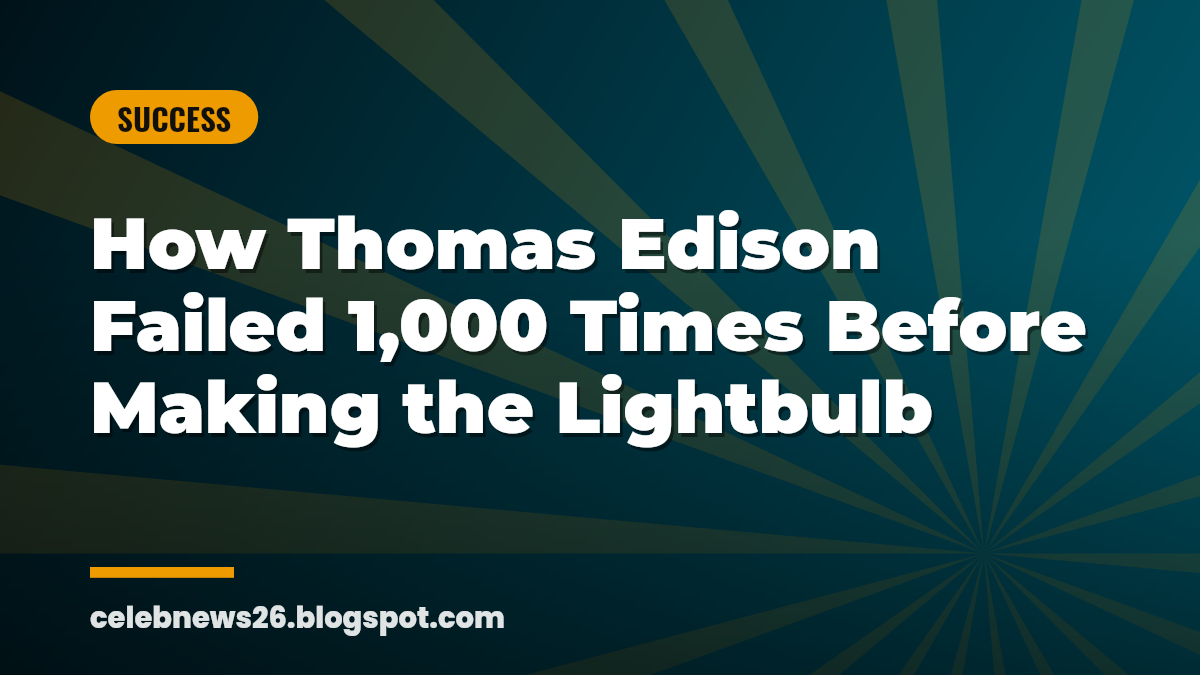 SUCCESS
How Thomas Edison
Failed 1,000 Times Before
Making the Lightbulb
celebnews26.blogspot.com